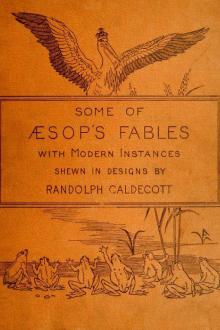 SOME OF
ÆSOP'S FABLES
WITH MODERN INSTANCES
SHEWN IN DESIGNS BY
RANDOLPH CALDECOTT